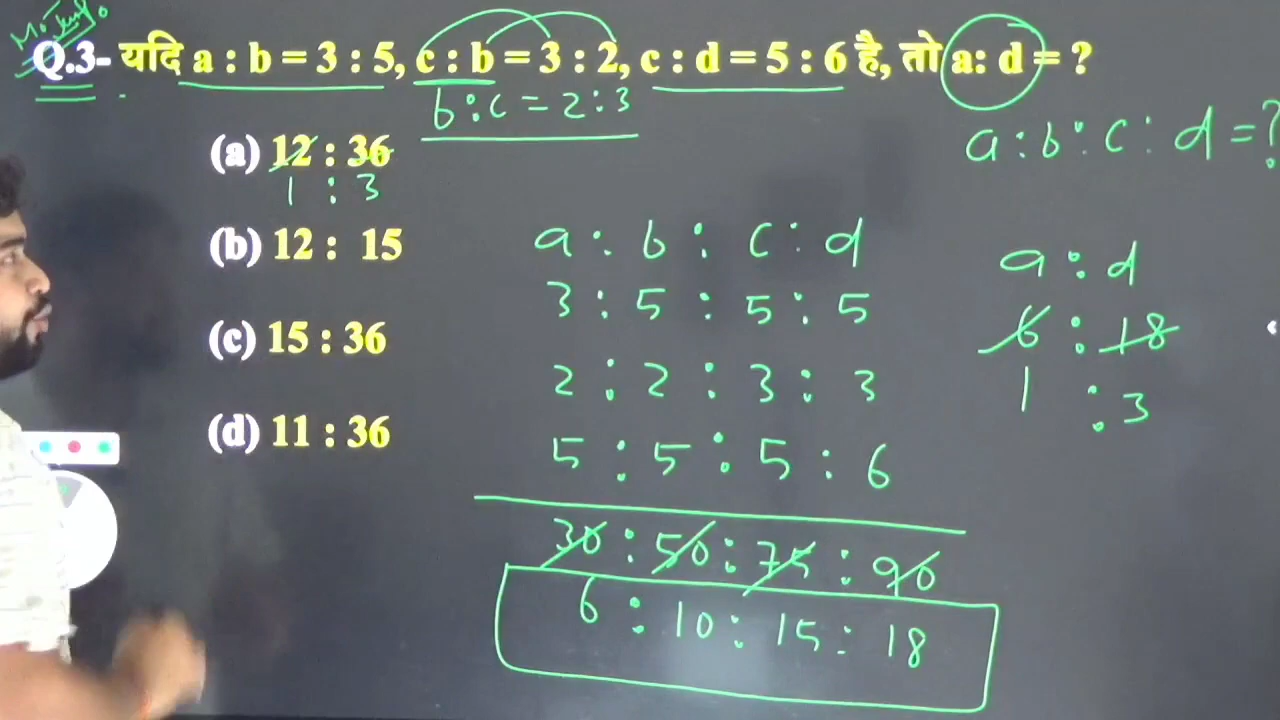 Q.3- यदि a : b = 3 : 5, c : b = 3 : 2, c : d = 5 : 6 है, तो a: d = ?
b : c = 2 : 3
a : b : c : d = ?
(a) 12 : 36
1 : 3
(b) 12 : 15
(c) 15 : 36
(d) 11 : 36
a : b : c : d
3 : 5 : 5 : 5
2 : 2 : 3 : 3
5 : 5 : 5 : 6
30 : 50 : 75 : 90
6 : 10 : 15 : 18
a : d
6 : 18
1 : 3